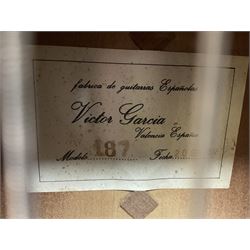 fabrica de guitarras Españolas
Victor Garcia
Valencia España
Modelo 187 Fecha